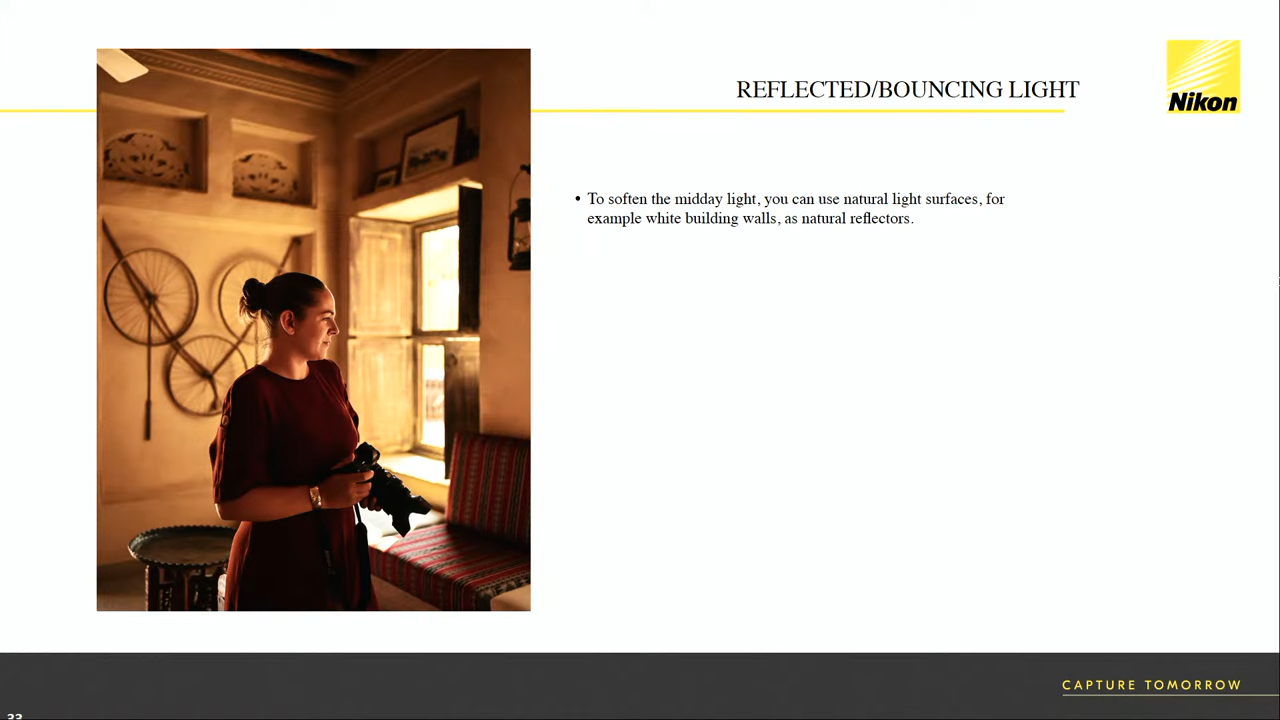 REFLECTED/BOUNCING LIGHT
Nikon
• To soften the midday light, you can use natural light surfaces, for
example white building walls, as natural reflectors.
CAPTURE TOMORROW
33